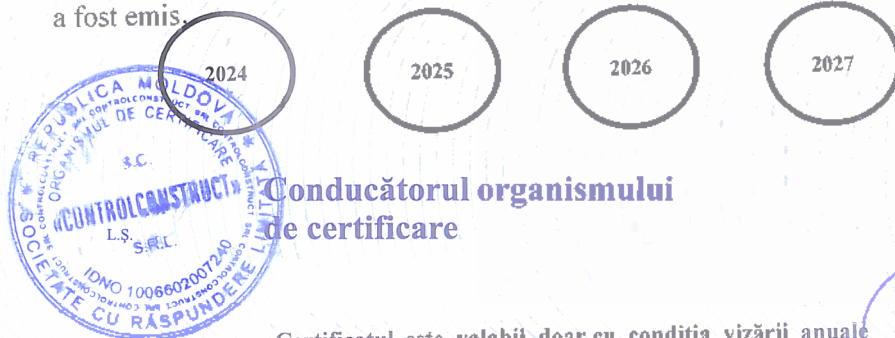 a fost emis.
2024 2025 2026 2027
REPUBLICA MOLDOVA
SOCIETATE CU RĂSPUNDERE LIMITATĂ
ORGANISMUL DE CERTIFICARE
S.C.
«CONTROLCONSTRUCT»
L.Ș.
S.R.L.
IDNO 1006602007240
Conducătorul organismului
de certificare
Certificatul este valabil doar cu condiția vizării anuale